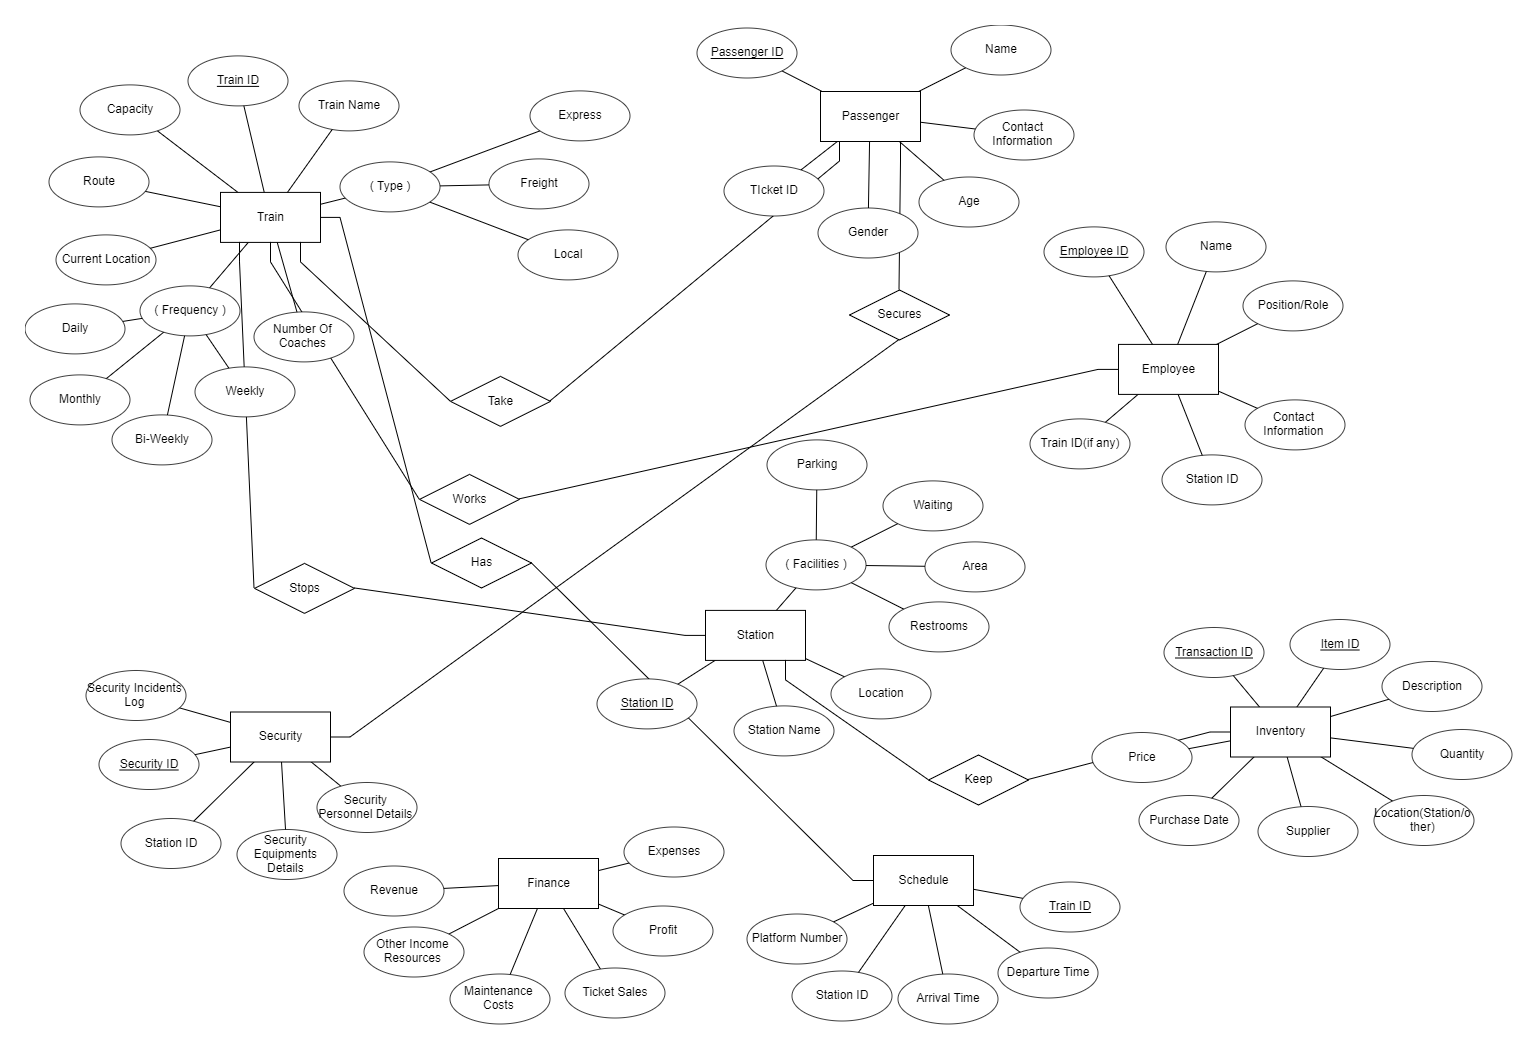 Passenger ID
Name
Train ID
Capacity
Train Name
Express
Passenger
Contact
Information
Route
( Type )
Freight
TIcket ID
Age
Train
Gender
Current Location
Local
Employee ID
Name
( Frequency )
Daily
Number Of
Coaches
Secures
Position/Role
Employee
Monthly
Weekly
Take
Bi-Weekly
Train ID(if any)
Contact
Information
Parking
Station ID
Works
Waiting
Has
( Facilities )
Area
Stops
Station
Restrooms
Transaction ID
Item ID
Security Incidents
Log
Station ID
Location
Description
Security
Station Name
Inventory
Security ID
Keep
Price
Quantity
Security
Personnel Details
Station ID
Security
Equipments
Details
Purchase Date
Supplier
Location(Station/o
ther)
Expenses
Revenue
Finance
Schedule
Train ID
Other Income
Resources
Profit
Platform Number
Maintenance
Costs
Ticket Sales
Station ID
Arrival Time
Departure Time